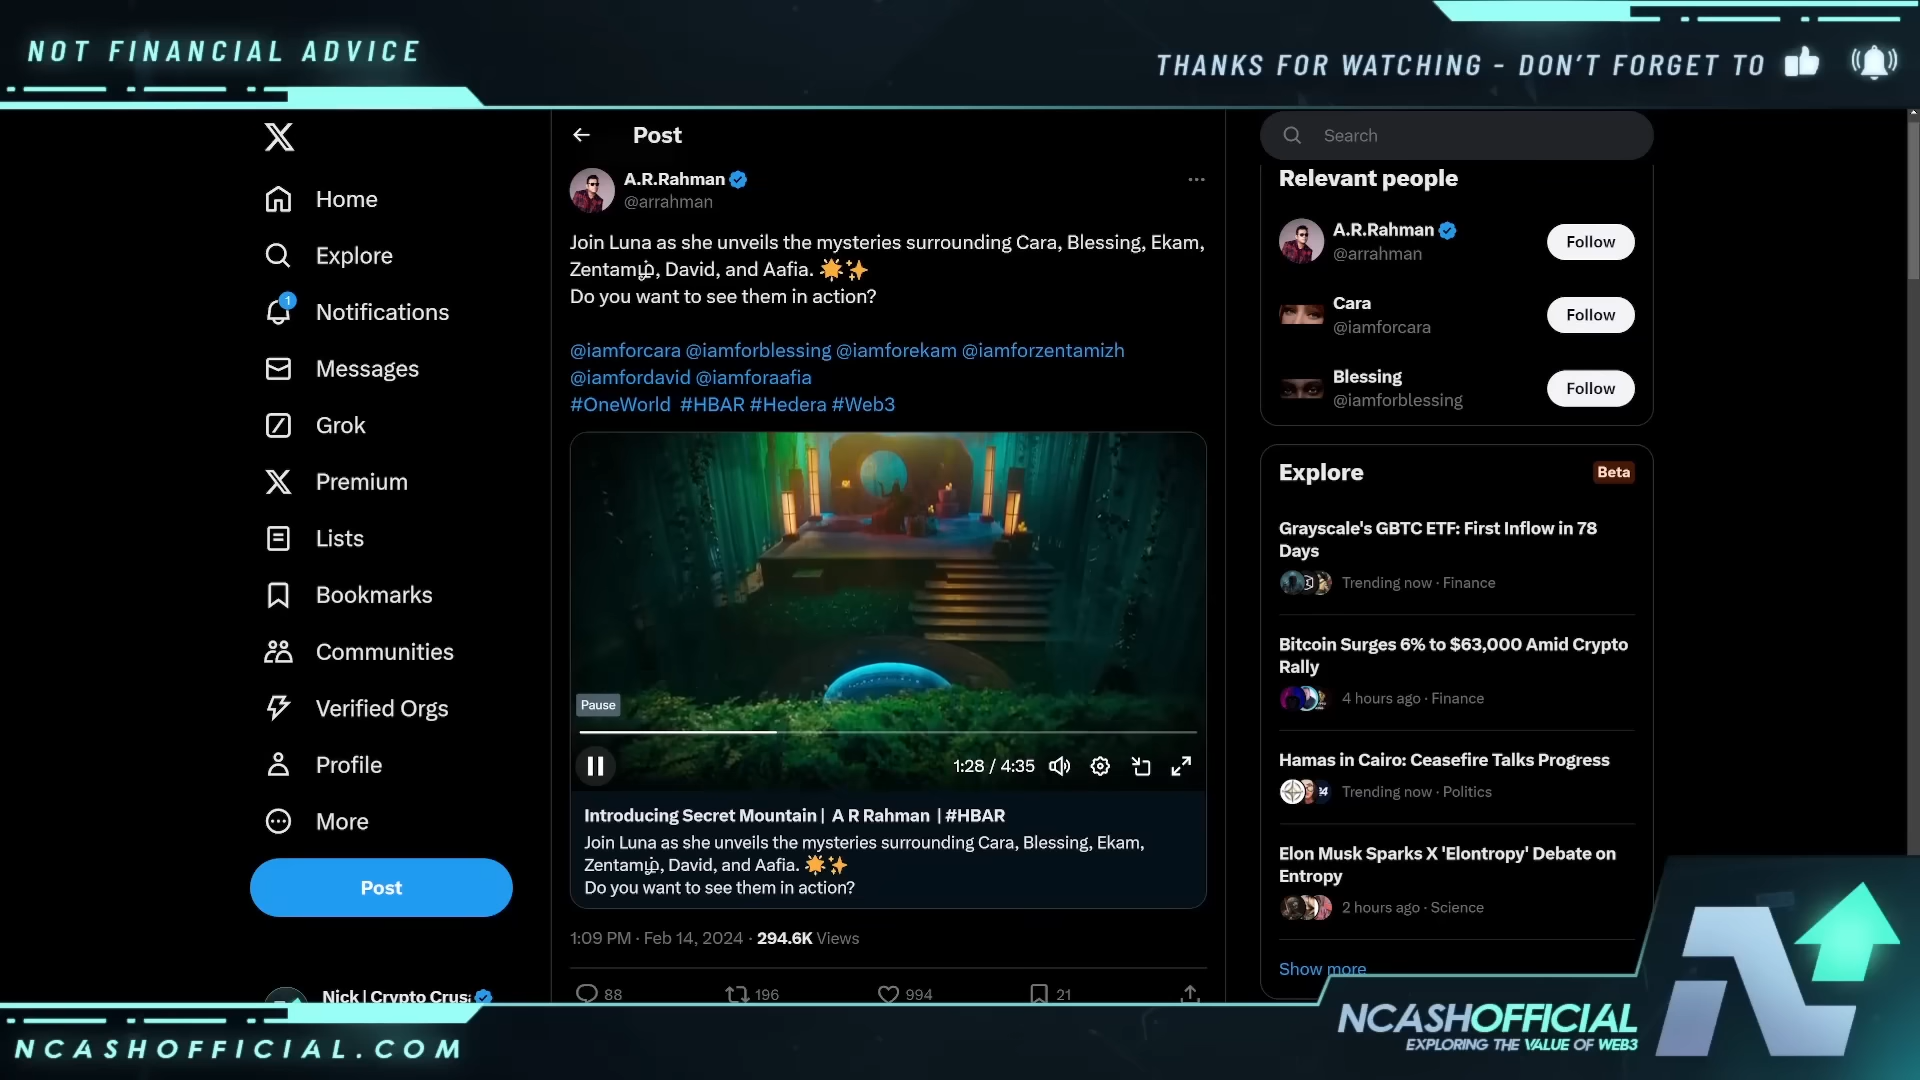 NOT FINANCIAL ADVICE
THANKS FOR WATCHING - DON'T FORGET TO
Post
Search
Home
Explore
1
Notifications
Messages
Grok
Premium
Lists
Bookmarks
Communities
Verified Orgs
Profile
More
Post
Nick | Crypto Crus
A.R.Rahman
@arrahman
Join Luna as she unveils the mysteries surrounding Cara, Blessing, Ekam,
Zentamழ், David, and Aafia. 🌟✨
Do you want to see them in action?
@iamforcara @iamforblessing @iamforekam @iamforzentamizh
@iamfordavid @iamforaafia
#OneWorld #HBAR #Hedera #Web3
Pause
1:28 / 4:35
Introducing Secret Mountain | A R Rahman | #HBAR
Join Luna as she unveils the mysteries surrounding Cara, Blessing, Ekam,
Zentamழ், David, and Aafia. 🌟✨
Do you want to see them in action?
1:09 PM · Feb 14, 2024 · 294.6K Views
88 196 994 21
Relevant people
A.R.Rahman
@arrahman
Follow
Cara
@iamforcara
Follow
Blessing
@iamforblessing
Follow
Explore
Beta
Grayscale's GBTC ETF: First Inflow in 78
Days
Trending now · Finance
Bitcoin Surges 6% to $63,000 Amid Crypto
Rally
4 hours ago · Finance
Hamas in Cairo: Ceasefire Talks Progress
Trending now · Politics
Elon Musk Sparks X 'Elontropy' Debate on
Entropy
2 hours ago · Science
Show more
NCASHOFFICIAL.COM
NCASHOFFICIAL
EXPLORING THE VALUE OF WEB3